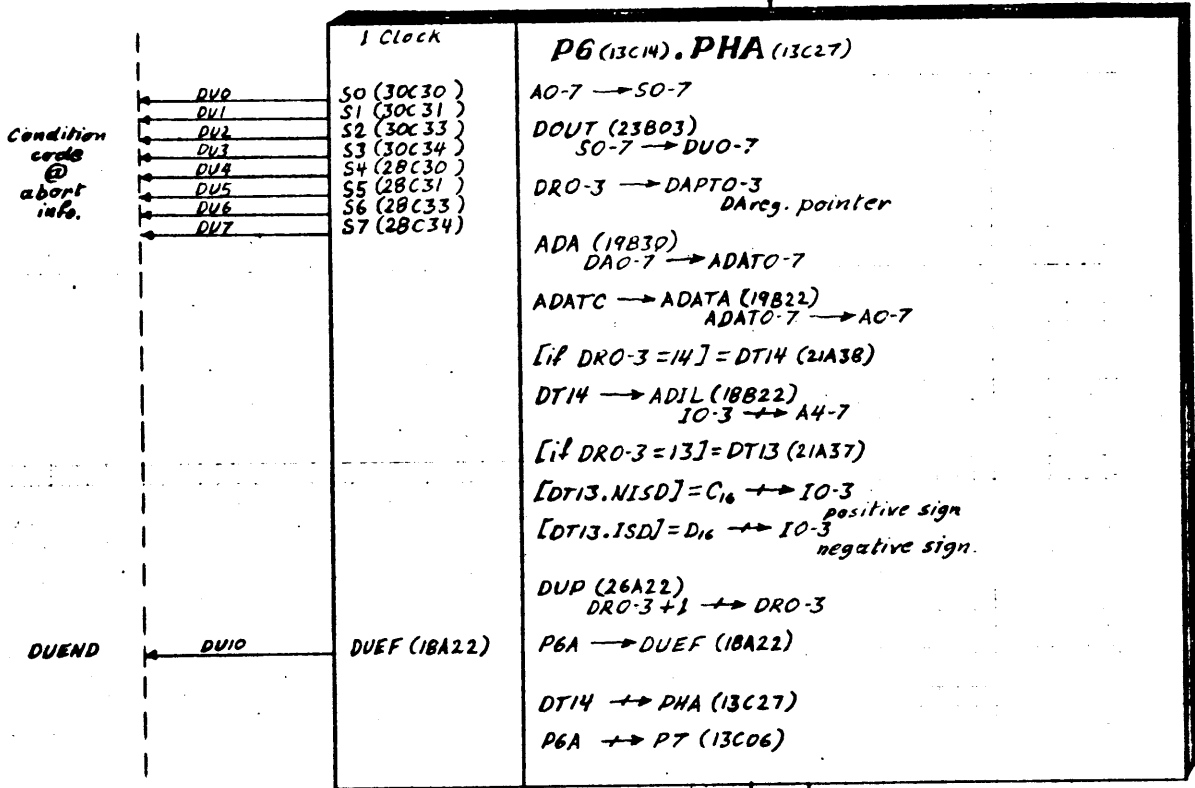 1 Clock
P6 (13C14) . PHA (13C27)
Condition
code
@
abort
info.
DU0 S0 (30C30)
DU1 S1 (30C31)
DU2 S2 (30C33)
DU3 S3 (30C34)
DU4 S4 (28C30)
DU5 S5 (28C31)
DU6 S6 (28C33)
DU7 S7 (28C34)
A0-7 → S0-7
DOUT (23B03)
S0-7 → DU0-7
DR0-3 → DAPT0-3
DA reg. pointer
ADA (19B30)
DA0-7 → ADAT0-7
ADATC → ADATA (19B22)
ADAT0-7 → A0-7
[if DR0-3 = 14] = DT14 (21A38)
DT14 → ADIL (18B22)
I0-3 ↛ A4-7
[if DR0-3 = 13] = DT13 (21A37)
[DT13.NISD] = C₁₆ ↛ I0-3
positive sign
[DT13.ISD] = D₁₆ ↛ I0-3
negative sign.
DUP (26A22)
DR0-3 + 1 ↛ DR0-3
DUEND DU10 DUEF (18A22) P6A → DUEF (18A22)
DT14 ↛ PHA (13C27)
P6A ↛ P7 (13C06)